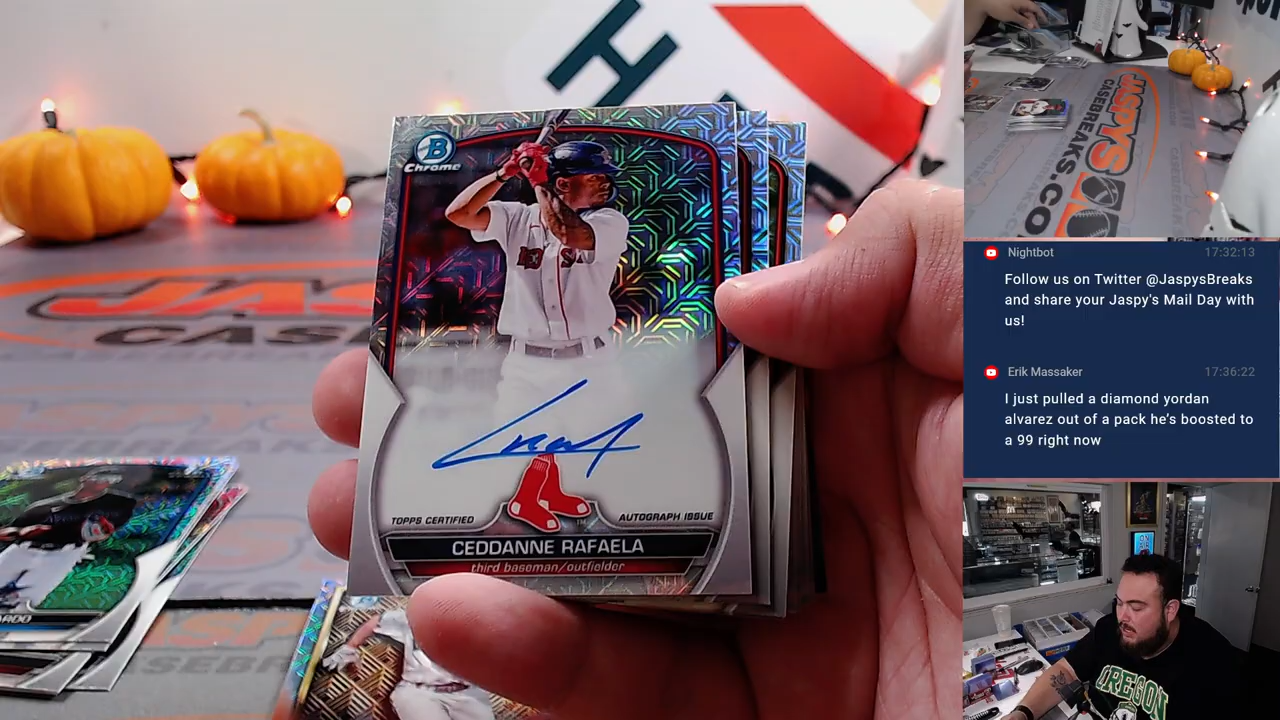 B
Chrome
TOPPS CERTIFIED
AUTOGRAPH ISSUE
CEDDANNE RAFAELA
third baseman/outfielder
JASPYS
CASEBREAKS.CO
Nightbot 17:32:13
Follow us on Twitter @JaspysBreaks
and share your Jaspy's Mail Day with
us!
Erik Massaker 17:36:22
I just pulled a diamond yordan
alvarez out of a pack he's boosted to
a 99 right now
OREGON